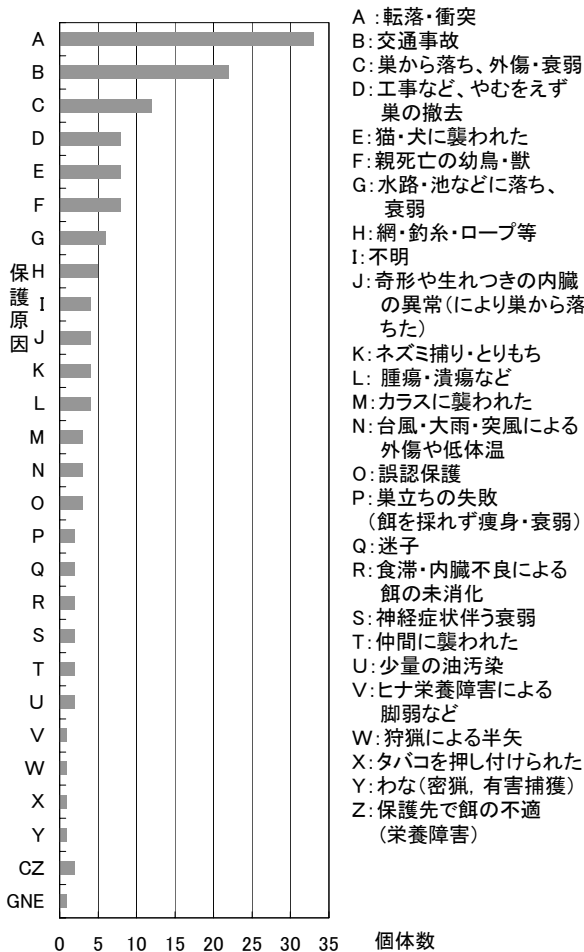 A
B
C
D
E
F
G
H
I
J
K
L
M
N
O
P
Q
R
S
T
U
V
W
X
Y
CZ
GNE
保護原因
0 5 10 15 20 25 30 35
個体数
A:転落・衝突
B:交通事故
C:巣から落ち、外傷・衰弱
D:工事など、やむをえず
巣の撤去
E:猫・犬に襲われた
F:親死亡の幼鳥・獣
G:水路・池などに落ち、
衰弱
H:網・釣糸・ロープ等
I:不明
J:奇形や生れつきの内臓
の異常(により巣から落
ちた)
K:ネズミ捕り・とりもち
L:腫瘍・潰瘍など
M:カラスに襲われた
N:台風・大雨・突風による
外傷や低体温
O:誤認保護
P:巣立ちの失敗
(餌を採れず痩身・衰弱)
Q:迷子
R:食滞・内臓不良による
餌の未消化
S:神経症状伴う衰弱
T:仲間に襲われた
U:少量の油汚染
V:ヒナ栄養障害による
脚弱など
W:狩猟による半矢
X:タバコを押し付けられた
Y:わな(密猟, 有害捕獲)
Z:保護先で餌の不適
(栄養障害)